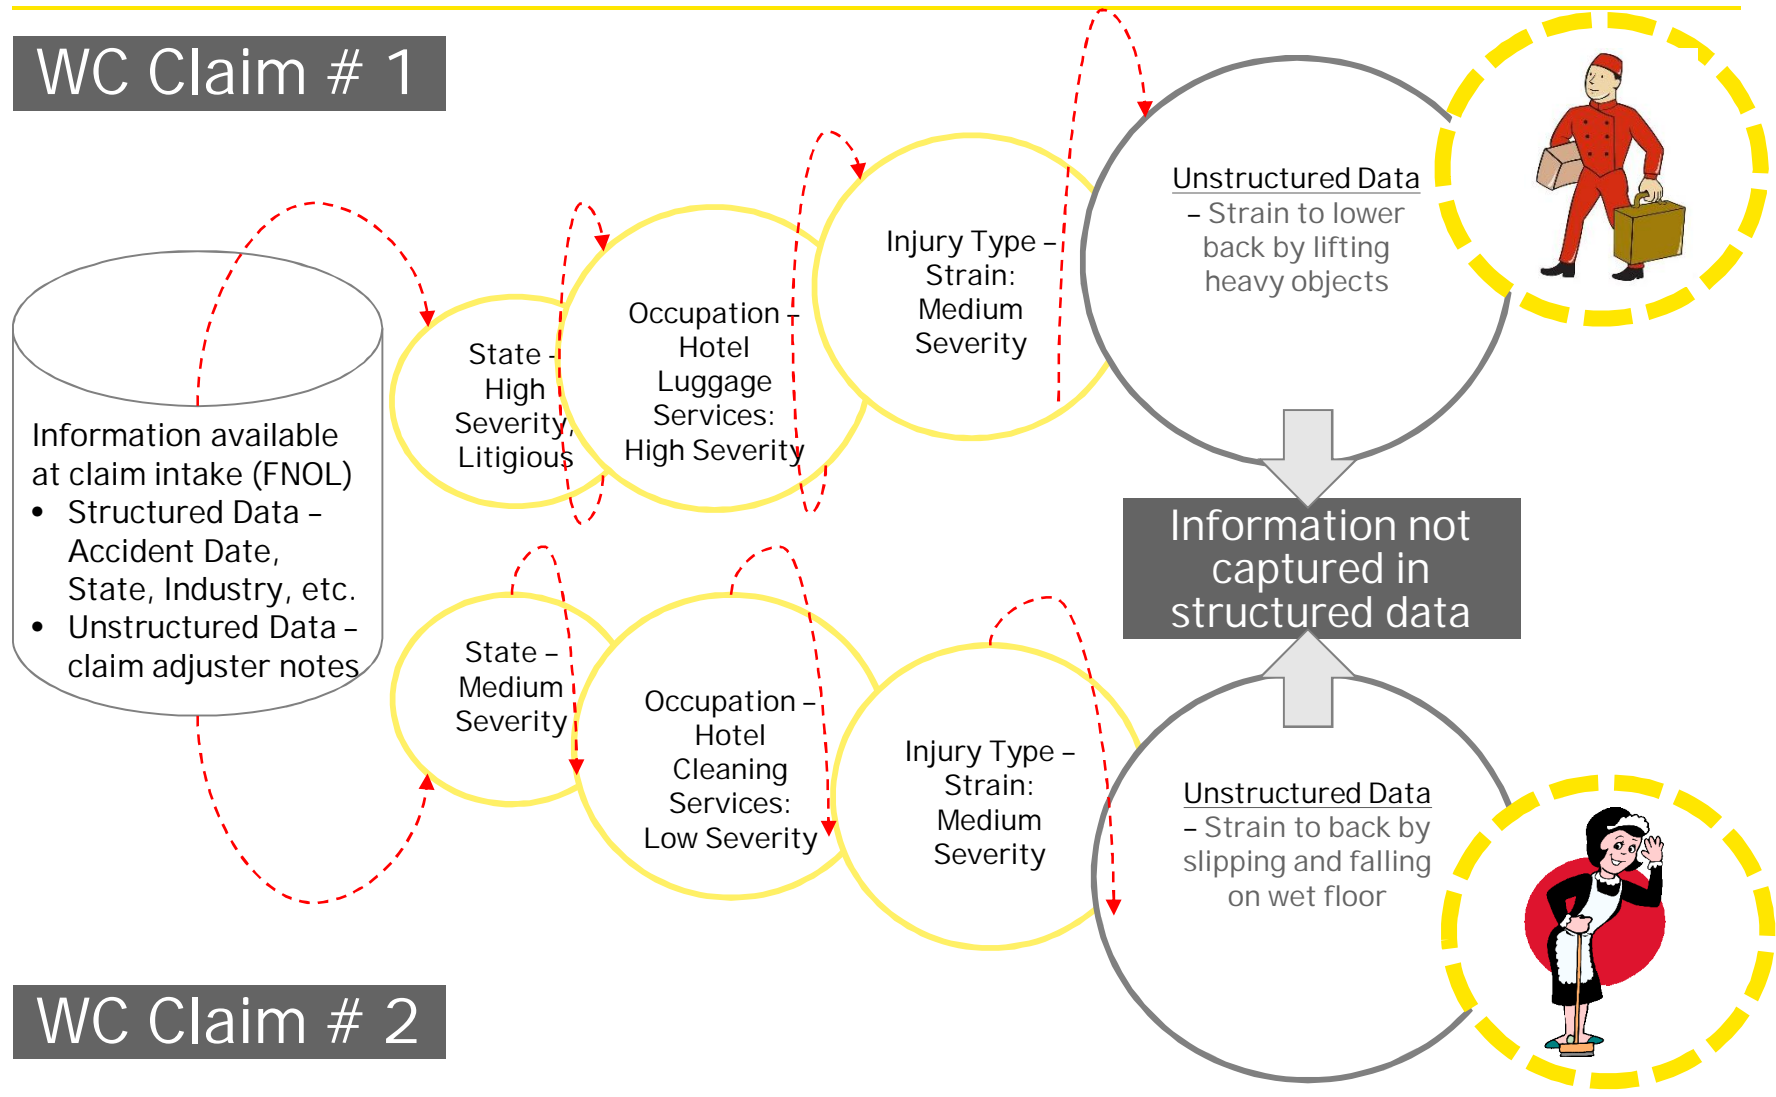 WC Claim # 1
Information available
at claim intake (FNOL)
• Structured Data –
Accident Date,
State, Industry, etc.
• Unstructured Data –
claim adjuster notes
State -
High
Severity,
Litigious
Occupation –
Hotel
Luggage
Services:
High Severity
Injury Type –
Strain:
Medium
Severity
Unstructured Data
– Strain to lower
back by lifting
heavy objects
Information not
captured in
structured data
State –
Medium
Severity
Occupation –
Hotel
Cleaning
Services:
Low Severity
Injury Type –
Strain:
Medium
Severity
Unstructured Data
– Strain to back by
slipping and falling
on wet floor
WC Claim # 2